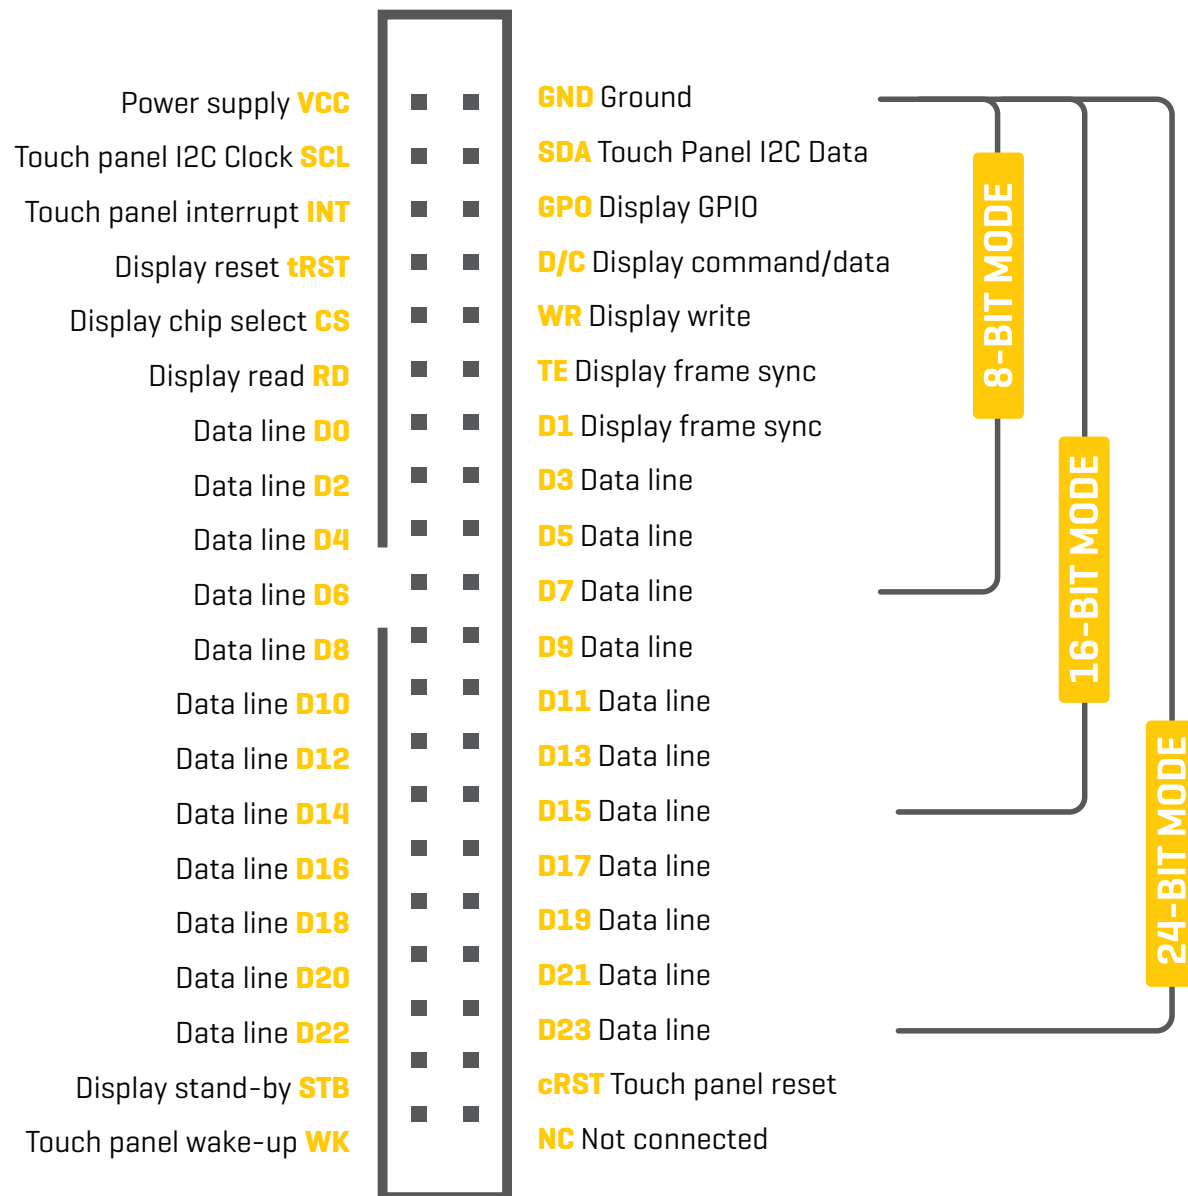 Power supply VCC
GND Ground
Touch panel I2C Clock SCL
SDA Touch Panel I2C Data
Touch panel interrupt INT
GPO Display GPIO
Display reset tRST
D/C Display command/data
Display chip select CS
WR Display write
Display read RD
TE Display frame sync
Data line D0
D1 Display frame sync
Data line D2
D3 Data line
Data line D4
D5 Data line
Data line D6
D7 Data line
Data line D8
D9 Data line
Data line D10
D11 Data line
Data line D12
D13 Data line
Data line D14
D15 Data line
Data line D16
D17 Data line
Data line D18
D19 Data line
Data line D20
D21 Data line
Data line D22
D23 Data line
Display stand-by STB
cRST Touch panel reset
Touch panel wake-up WK
NC Not connected
8-BIT MODE
16-BIT MODE
24-BIT MODE